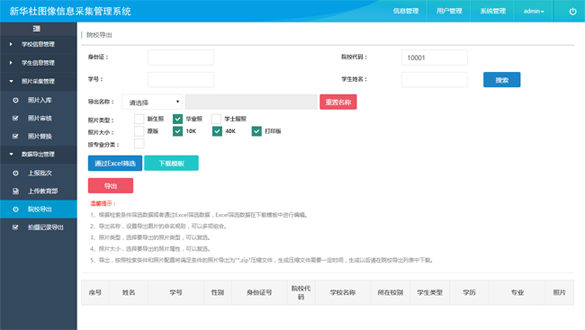 新华社图像信息采集管理系统
信息管理 用户管理 系统管理 admin
学校信息管理
学生信息管理
照片采集管理
照片入库
照片审核
照片替换
数据导出管理
上报批次
上传教育部
院校导出
拍摄记录导出
院校导出
身份证：
院校代码： 10001
学号：
学生姓名：
搜索
导出名称： 请选择 重置名称
照片类型： 新生照 毕业照 学士服照
照片大小： 原版 10K 40K 打印版
按专业分类：
通过Excel筛选 下载模板
导出
温馨提示：
1、根据检索条件筛选数据或者通过Excel筛选数据，Excel筛选数据在下载模板中进行编辑。
2、导出名称，设置导出图片的命名规则，可以多项组合。
3、照片类型，选择要导出的照片类型，可以复选。
4、照片大小，选择要导出的照片属性，可以复选。
5、导出，按照检索条件和照片配置将满足条件的照片导出为"*.zip"压缩文件，生成压缩文件需要一定时间，生成以后请在院校导出列表中下载。
序号 姓名 学号 性别 身份证号 院校代码 学校名称 所在校别 学生类型 学历 专业 照片